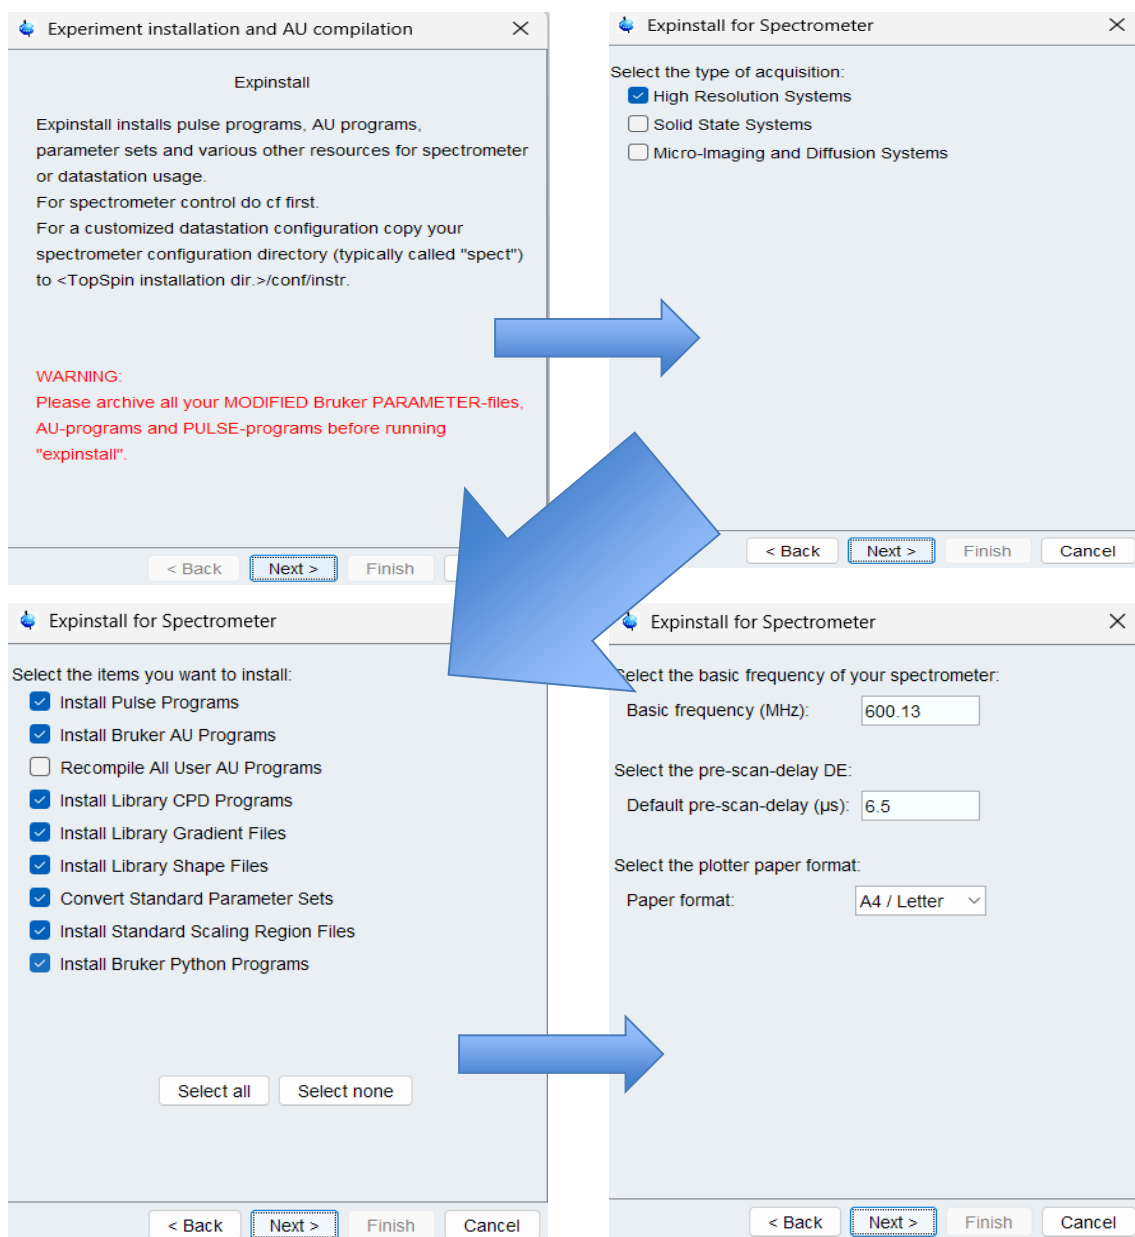 Experiment installation and AU compilation
Expinstall
Expinstall installs pulse programs, AU programs,
parameter sets and various other resources for spectrometer
or datastation usage.
For spectrometer control do cf first.
For a customized datastation configuration copy your
spectrometer configuration directory (typically called "spect")
to <TopSpin installation dir.>/conf/instr.
WARNING:
Please archive all your MODIFIED Bruker PARAMETER-files,
AU-programs and PULSE-programs before running
"expinstall".
< Back Next > Finish
Expinstall for Spectrometer
Select the type of acquisition:
High Resolution Systems
Solid State Systems
Micro-Imaging and Diffusion Systems
< Back Next > Finish Cancel
Expinstall for Spectrometer
Select the items you want to install:
Install Pulse Programs
Install Bruker AU Programs
Recompile All User AU Programs
Install Library CPD Programs
Install Library Gradient Files
Install Library Shape Files
Convert Standard Parameter Sets
Install Standard Scaling Region Files
Install Bruker Python Programs
Select all Select none
< Back Next > Finish Cancel
Expinstall for Spectrometer
Select the basic frequency of your spectrometer:
Basic frequency (MHz): 600.13
Select the pre-scan-delay DE:
Default pre-scan-delay (µs): 6.5
Select the plotter paper format:
Paper format: A4 / Letter
< Back Next > Finish Cancel